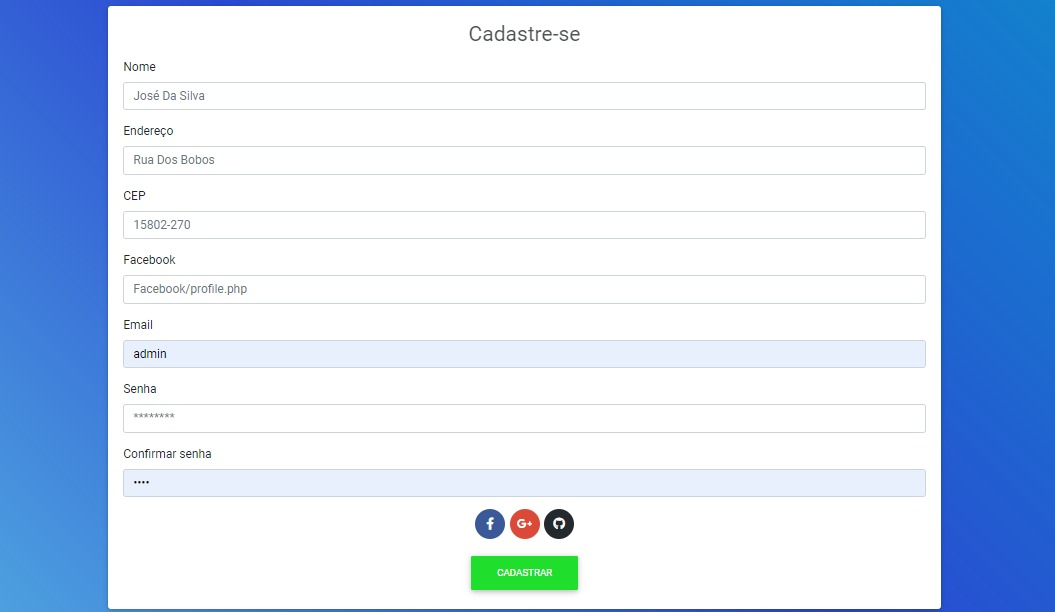 Cadastre-se
Nome
José Da Silva
Endereço
Rua Dos Bobos
CEP
15802-270
Facebook
Facebook/profile.php
Email
admin
Senha
********
Confirmar senha
••••
f G+
CADASTRAR